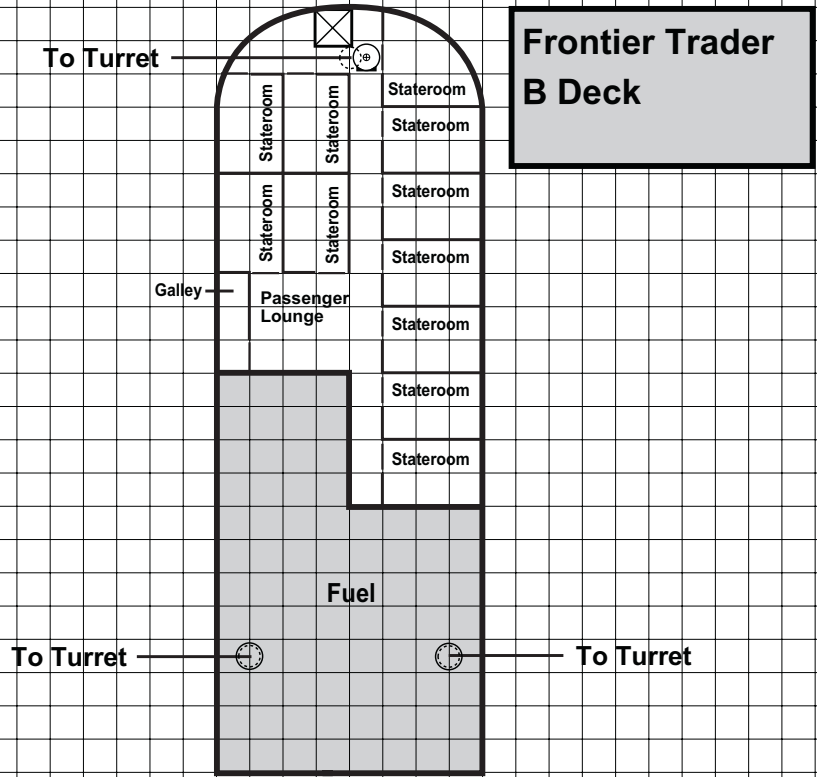 Frontier Trader
B Deck
To Turret
Stateroom
Stateroom
Stateroom
Stateroom
Stateroom
Stateroom
Stateroom
Stateroom
Stateroom
Galley
Passenger
Lounge
Stateroom
Stateroom
Fuel
To Turret
To Turret